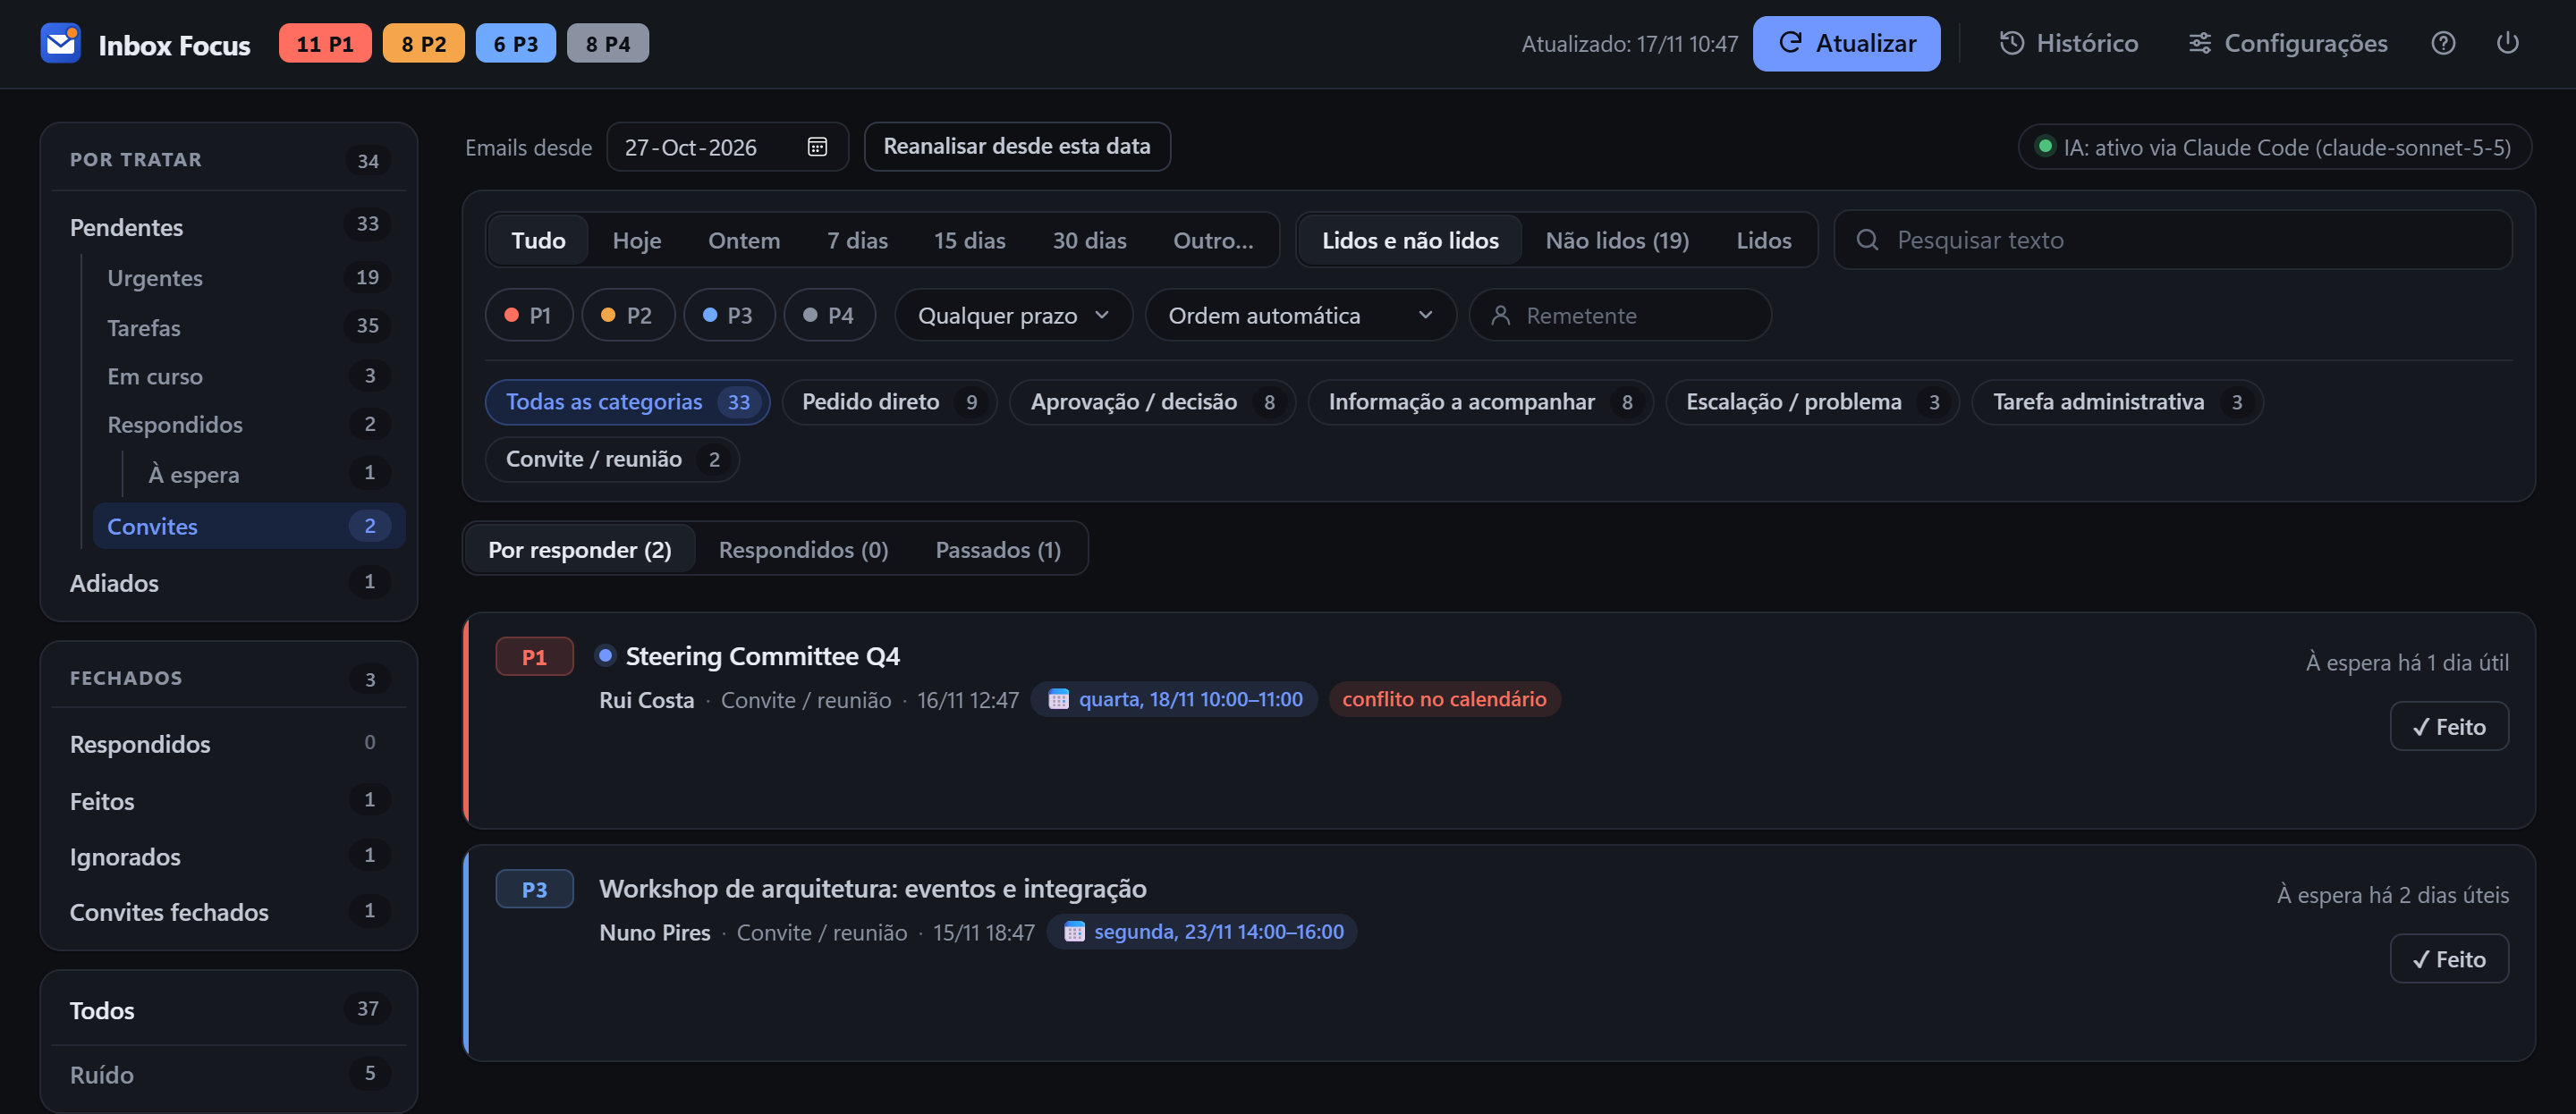 Inbox Focus 11 P1 8 P2 6 P3 8 P4 Atualizado: 17/11 10:47 Atualizar Histórico Configurações
POR TRATAR 34
Pendentes 33
Urgentes 19
Tarefas 35
Em curso 3
Respondidos 2
À espera 1
Convites 2
Adiados 1
FECHADOS 3
Respondidos 0
Feitos 1
Ignorados 1
Convites fechados 1
Todos 37
Ruído 5
Emails desde 27-Oct-2026 Reanalisar desde esta data IA: ativo via Claude Code (claude-sonnet-5-5)
Tudo Hoje Ontem 7 dias 15 dias 30 dias Outro... Lidos e não lidos Não lidos (19) Lidos Pesquisar texto
P1 P2 P3 P4 Qualquer prazo Ordem automática Remetente
Todas as categorias 33 Pedido direto 9 Aprovação / decisão 8 Informação a acompanhar 8 Escalação / problema 3 Tarefa administrativa 3
Convite / reunião 2
Por responder (2) Respondidos (0) Passados (1)
P1 Steering Committee Q4 À espera há 1 dia útil
Rui Costa · Convite / reunião · 16/11 12:47 quarta, 18/11 10:00–11:00 conflito no calendário
✓ Feito
P3 Workshop de arquitetura: eventos e integração À espera há 2 dias úteis
Nuno Pires · Convite / reunião · 15/11 18:47 segunda, 23/11 14:00–16:00
✓ Feito